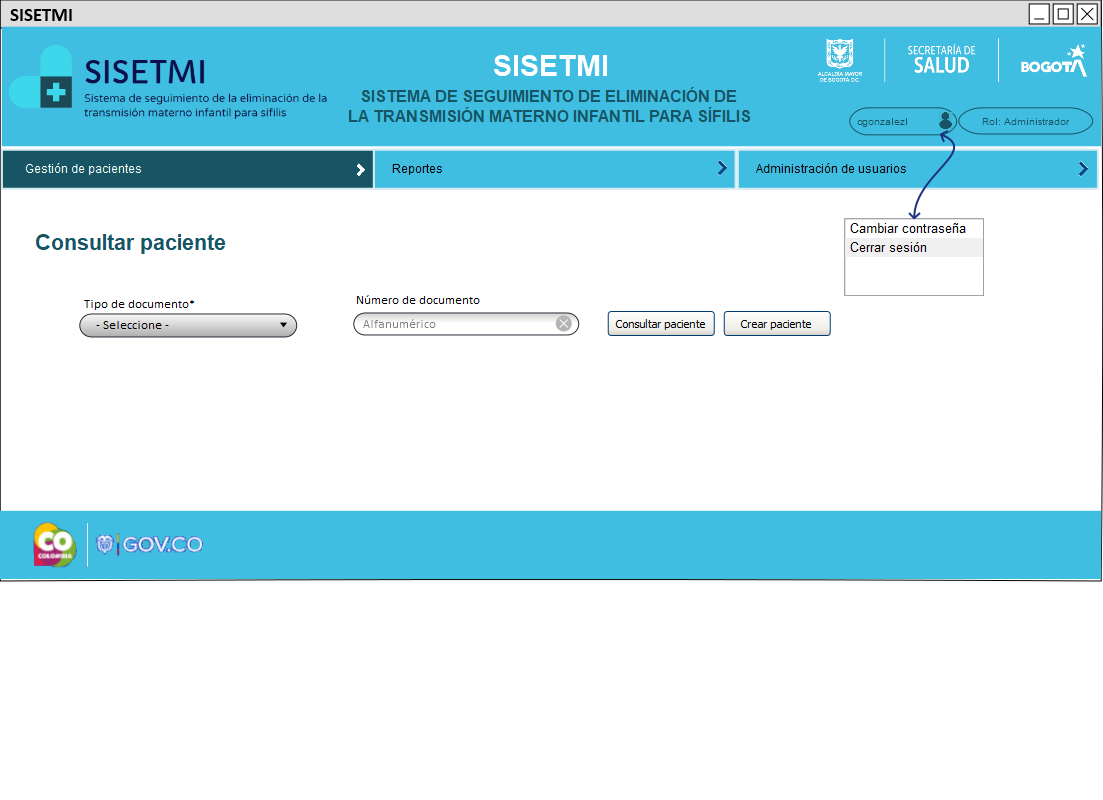 SISETMI
SISETMI
Sistema de seguimiento de la eliminación de la
transmisión materno infantil para sífilis
SISETMI
SISTEMA DE SEGUIMIENTO DE ELIMINACIÓN DE
LA TRANSMISIÓN MATERNO INFANTIL PARA SÍFILIS
ALCALDÍA MAYOR
DE BOGOTÁ D.C.
SECRETARÍA DE
SALUD
BOGOTÁ
cgonzalezl
Rol: Administrador
Gestión de pacientes
Reportes
Administración de usuarios
Cambiar contraseña
Cerrar sesión
Consultar paciente
Tipo de documento*
- Seleccione -
Número de documento
Alfanumérico
Consultar paciente
Crear paciente
CO
COLOMBIA
GOV.CO